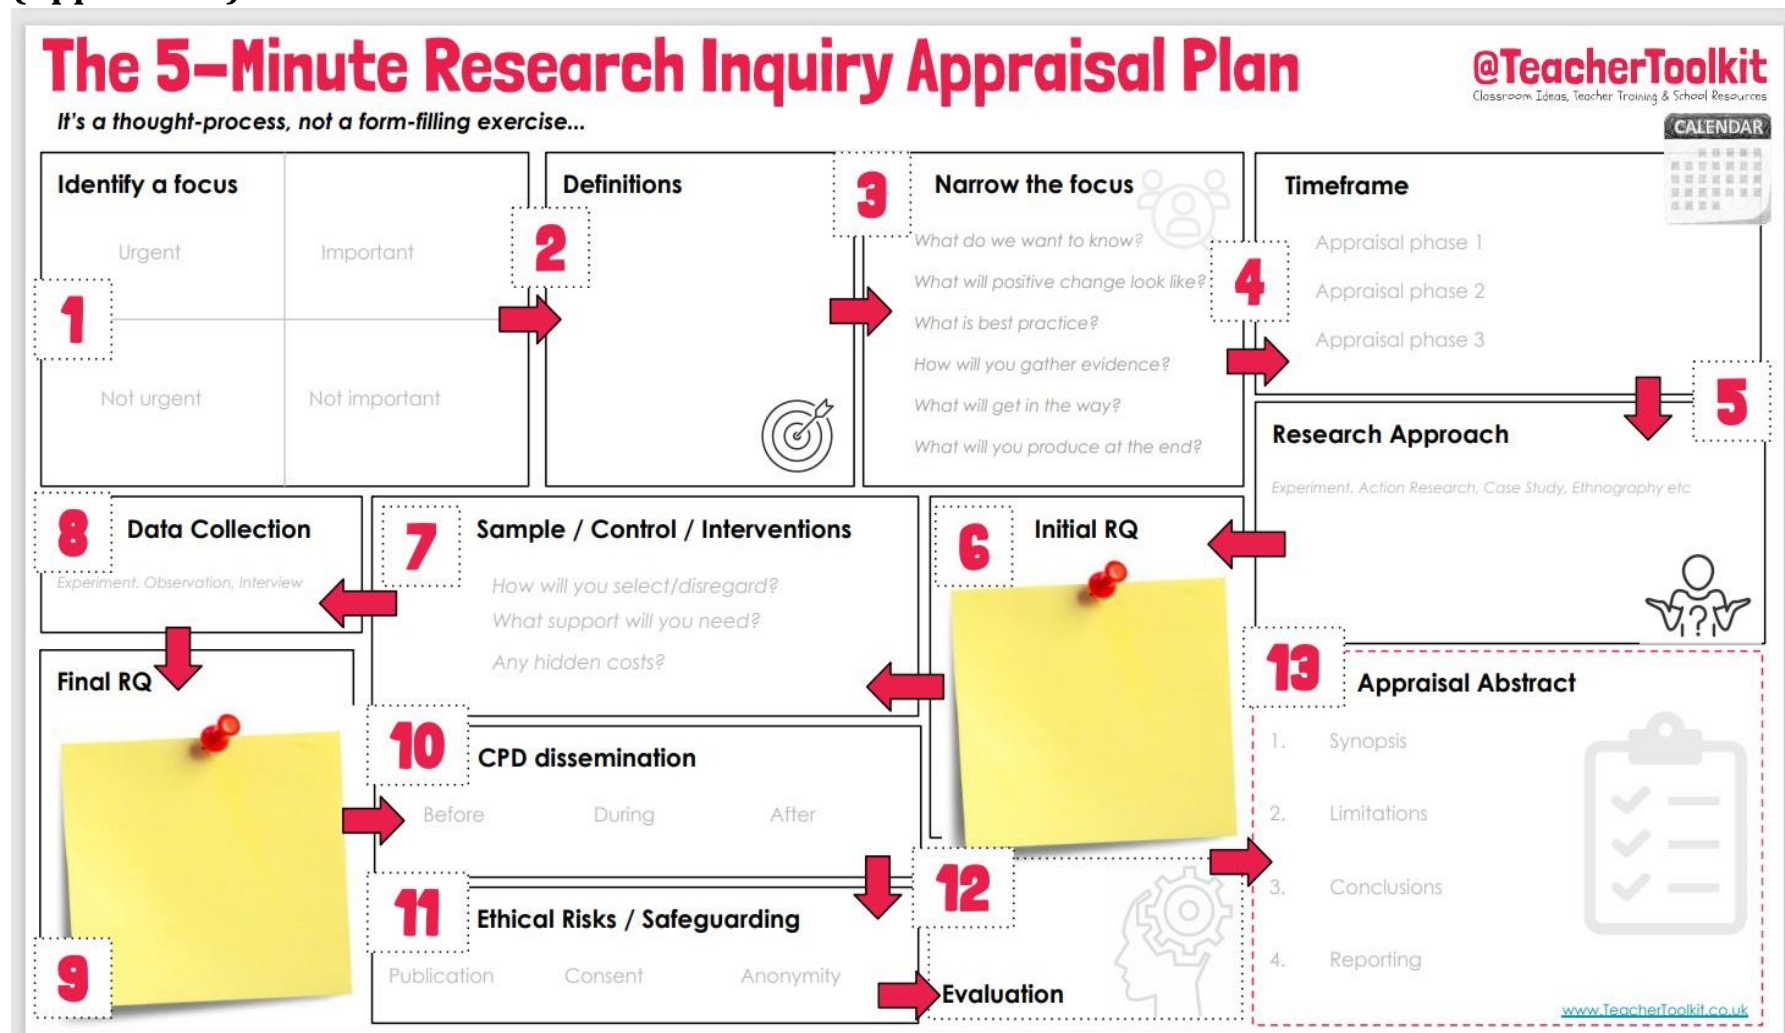 The 5-Minute Research Inquiry Appraisal Plan
@TeacherToolkit
Classroom Ideas, Teacher Training & School Resources
It's a thought-process, not a form-filling exercise...
CALENDAR
1
Identify a focus
Urgent
Important
Not urgent
Not important
2
Definitions
3
Narrow the focus
What do we want to know?
What will positive change look like?
What is best practice?
How will you gather evidence?
What will get in the way?
What will you produce at the end?
4
Timeframe
Appraisal phase 1
Appraisal phase 2
Appraisal phase 3
5
Research Approach
Experiment. Action Research, Case Study, Ethnography etc
?
6
Initial RQ
7
Sample / Control / Interventions
How will you select/disregard?
What support will you need?
Any hidden costs?
8
Data Collection
Experiment. Observation, Interview
Final RQ
9
10
CPD dissemination
Before
During
After
11
Ethical Risks / Safeguarding
Publication
Consent
Anonymity
12
Evaluation
13
Appraisal Abstract
1. Synopsis
2. Limitations
3. Conclusions
4. Reporting
www.TeacherToolkit.co.uk